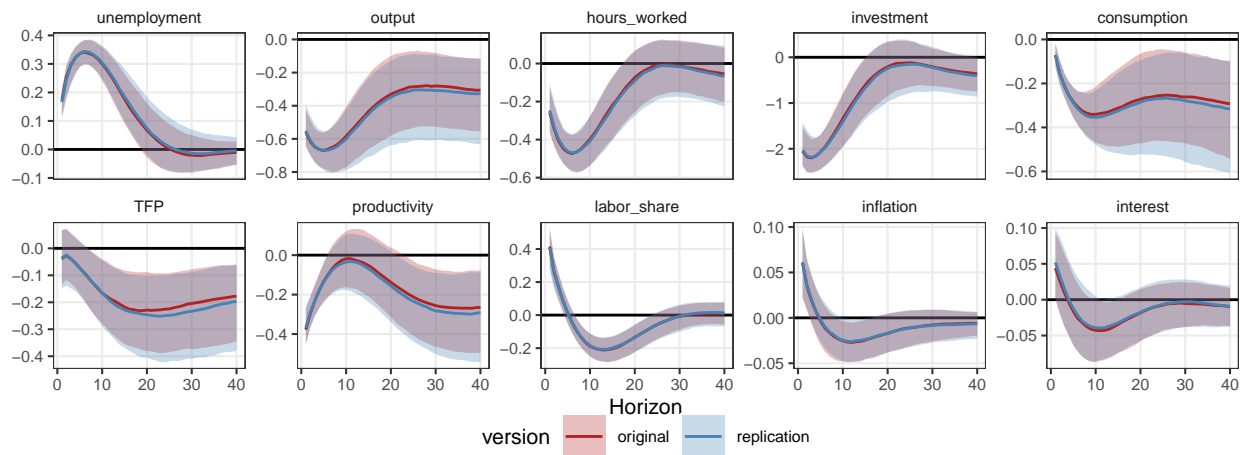 unemployment output hours_worked investment consumption
0.4 0.0 0.0 0 0.0
0.3 −0.2 −0.2 −1 −0.2
0.2 −0.4 −0.4 −2 −0.4
0.1 −0.6 −0.6 −0.6
0.0 −0.8
−0.1
TFP productivity labor_share inflation interest
0.0 0.0 0.4 0.10 0.10
−0.1 −0.2 0.2 0.05 0.05
−0.2 −0.4 0.0 0.00 0.00
−0.3 −0.2 −0.05 −0.05
−0.4
0 10 20 30 40 0 10 20 30 40 0 10 20 30 40 0 10 20 30 40 0 10 20 30 40
Horizon
version original replication